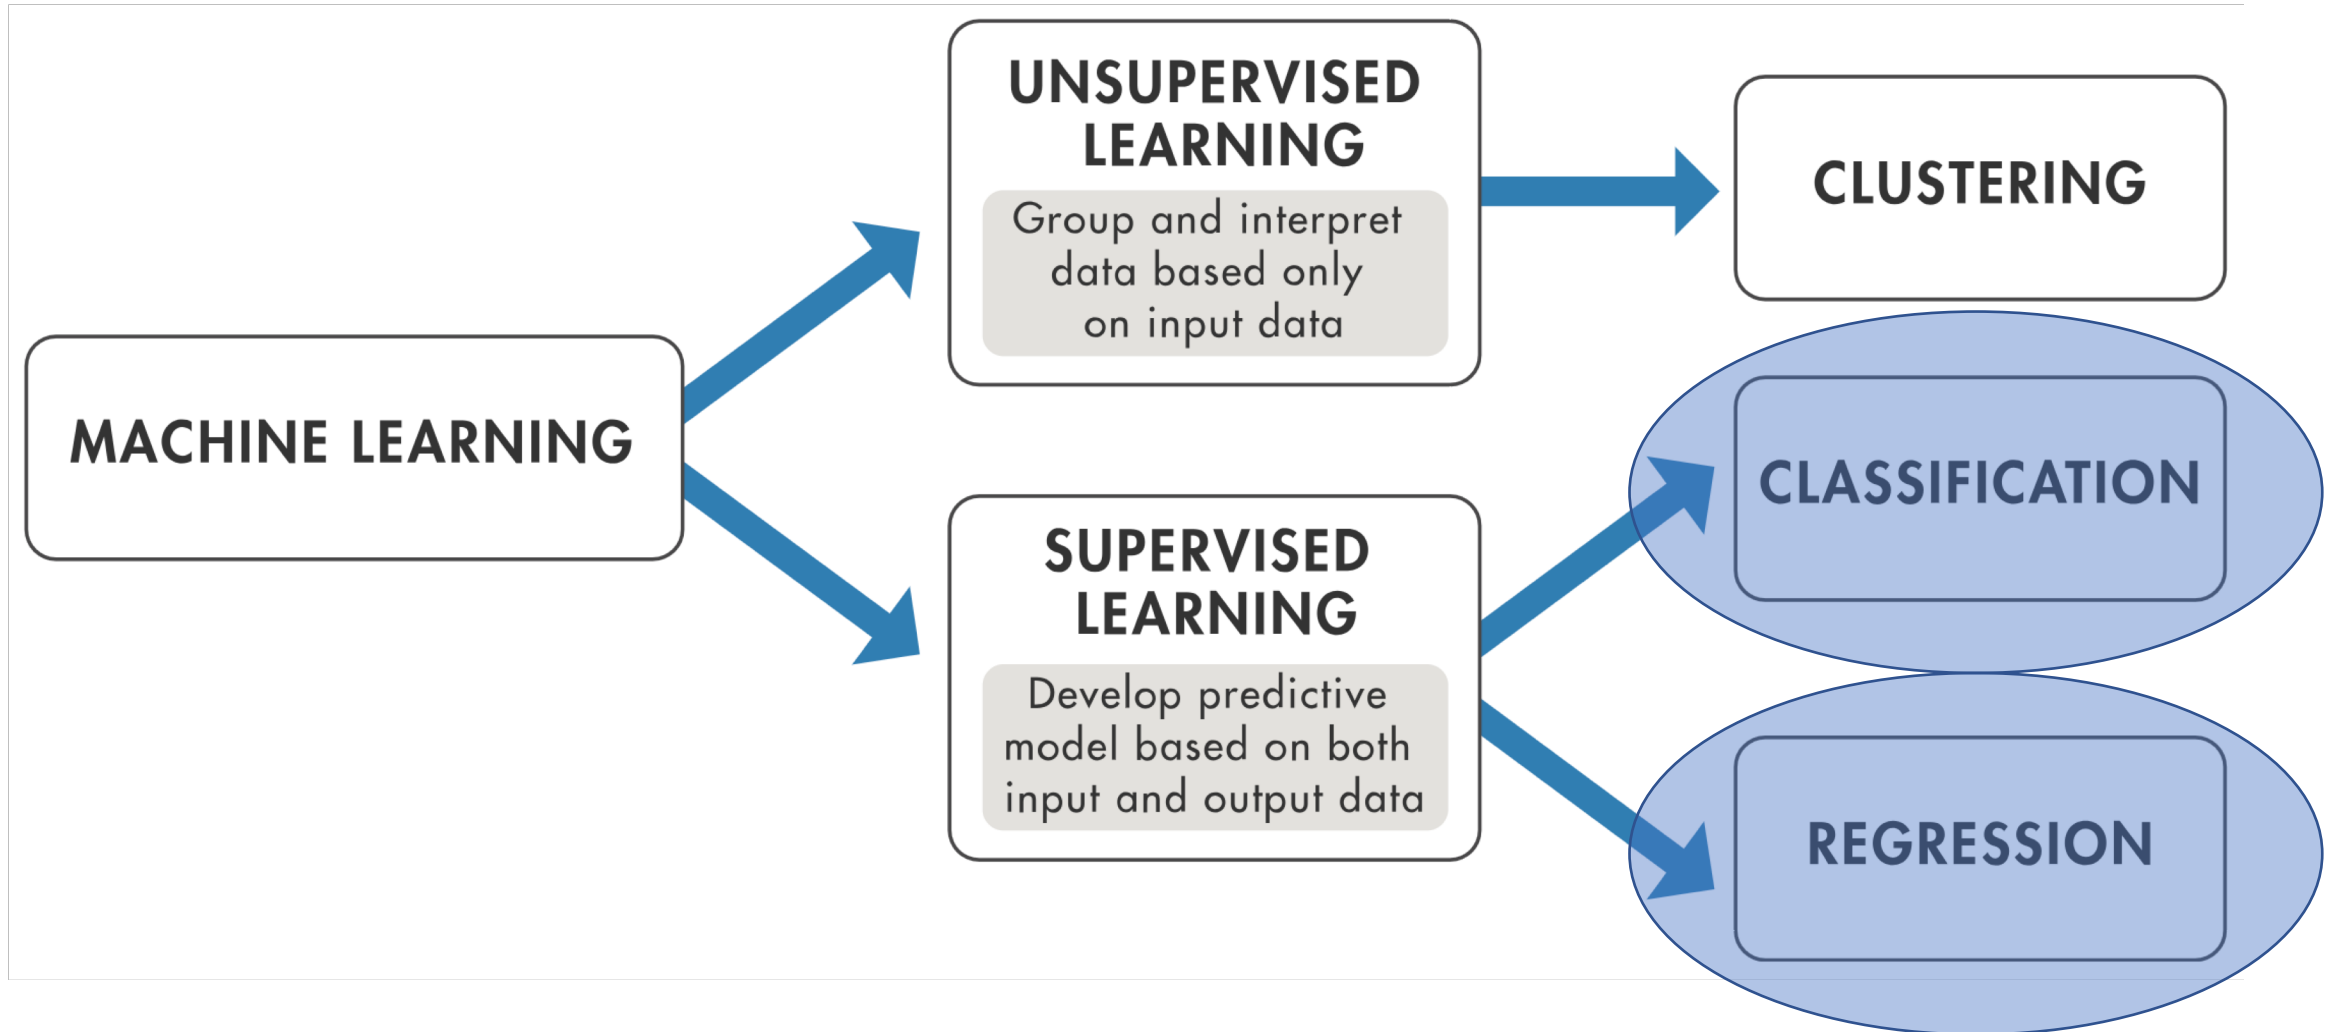 MACHINE LEARNING
UNSUPERVISED
LEARNING
Group and interpret
data based only
on input data
CLUSTERING
SUPERVISED
LEARNING
Develop predictive
model based on both
input and output data
CLASSIFICATION
REGRESSION